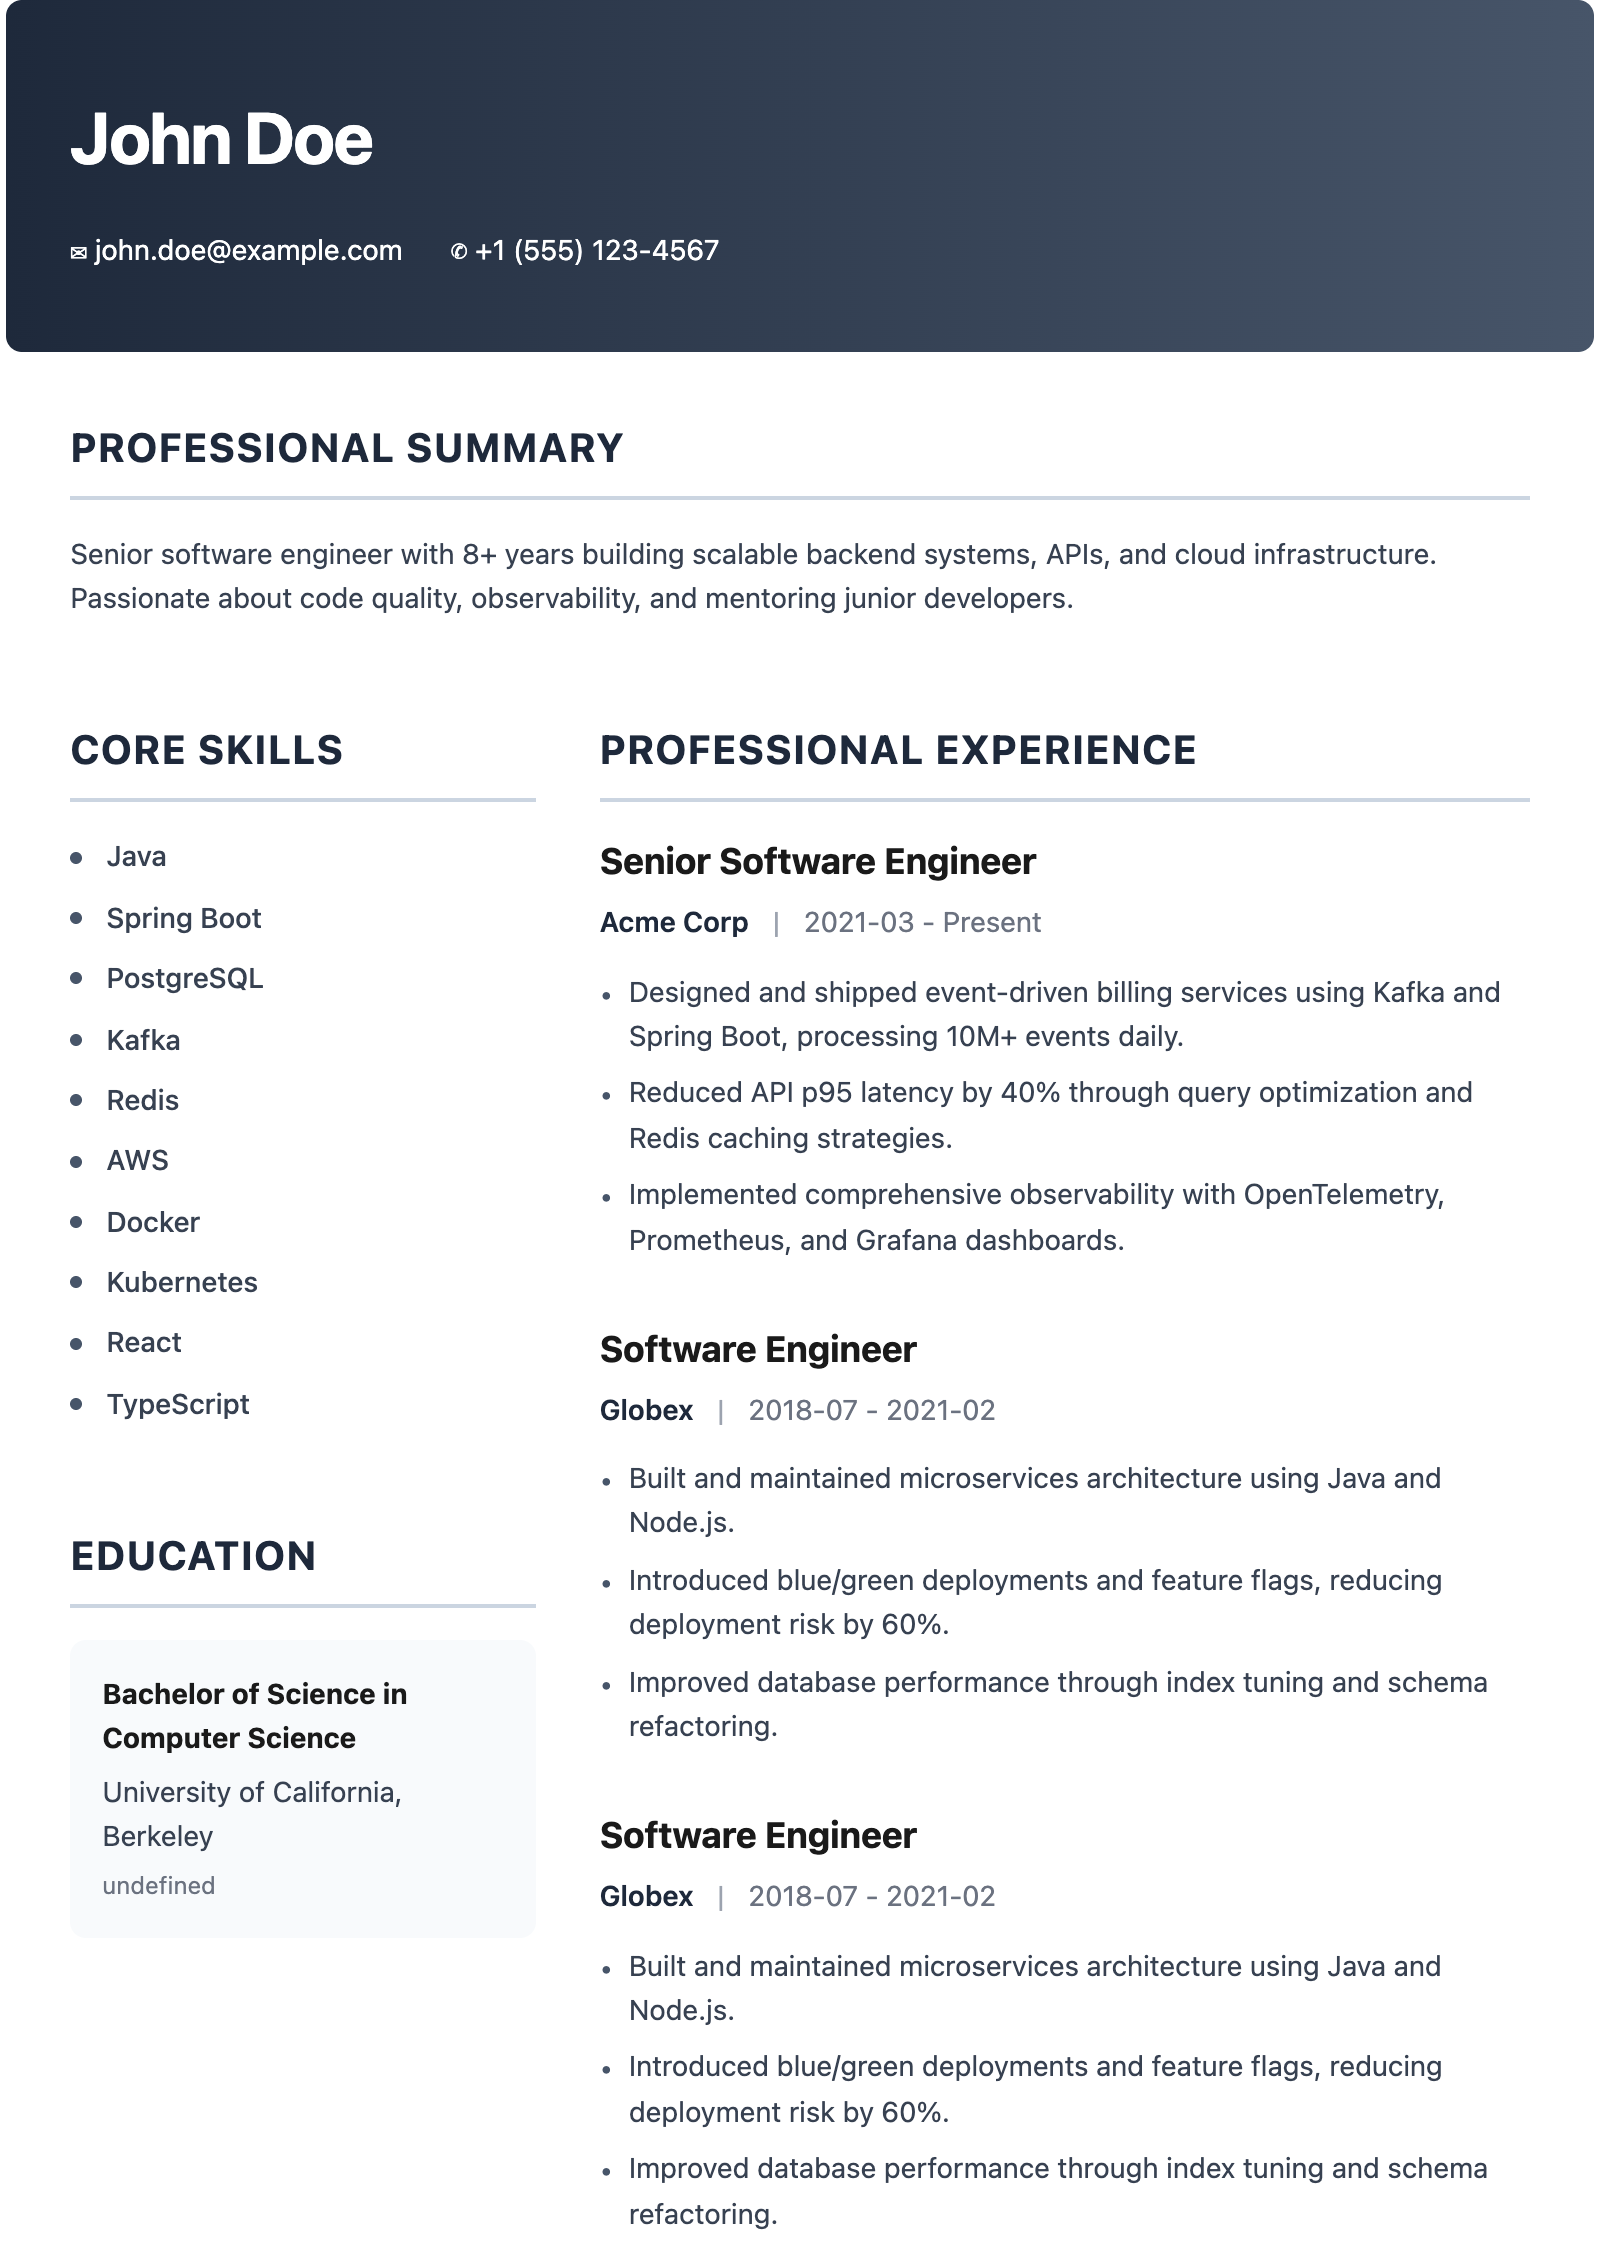 John Doe
✉ john.doe@example.com ✆ +1 (555) 123-4567
PROFESSIONAL SUMMARY
Senior software engineer with 8+ years building scalable backend systems, APIs, and cloud infrastructure.
Passionate about code quality, observability, and mentoring junior developers.
CORE SKILLS
• Java
• Spring Boot
• PostgreSQL
• Kafka
• Redis
• AWS
• Docker
• Kubernetes
• React
• TypeScript
EDUCATION
Bachelor of Science in
Computer Science
University of California,
Berkeley
undefined
PROFESSIONAL EXPERIENCE
Senior Software Engineer
Acme Corp | 2021-03 - Present
• Designed and shipped event-driven billing services using Kafka and
Spring Boot, processing 10M+ events daily.
• Reduced API p95 latency by 40% through query optimization and
Redis caching strategies.
• Implemented comprehensive observability with OpenTelemetry,
Prometheus, and Grafana dashboards.
Software Engineer
Globex | 2018-07 - 2021-02
• Built and maintained microservices architecture using Java and
Node.js.
• Introduced blue/green deployments and feature flags, reducing
deployment risk by 60%.
• Improved database performance through index tuning and schema
refactoring.
Software Engineer
Globex | 2018-07 - 2021-02
• Built and maintained microservices architecture using Java and
Node.js.
• Introduced blue/green deployments and feature flags, reducing
deployment risk by 60%.
• Improved database performance through index tuning and schema
refactoring.